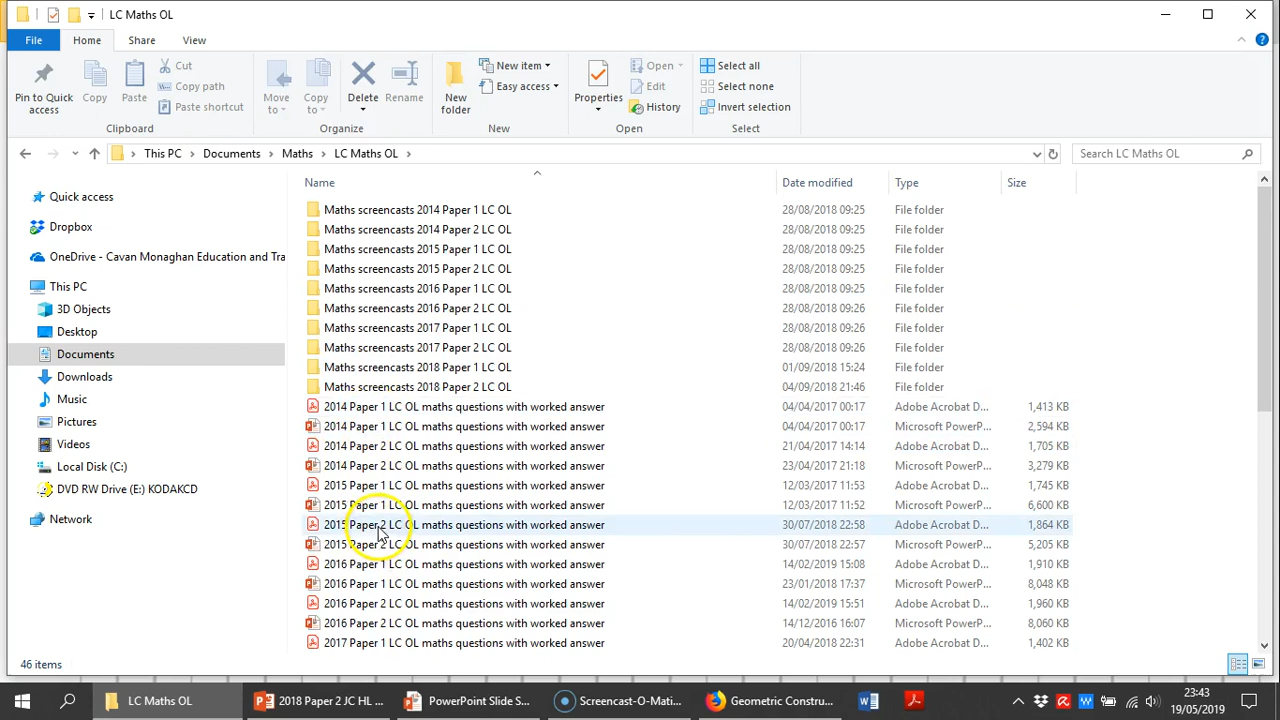 LC Maths OL
File Home Share View
Pin to Quick access
Copy
Paste
Cut
Copy path
Paste shortcut
Clipboard
Move to
Copy to
Delete
Rename
Organize
New folder
New item
Easy access
New
Properties
Open
Edit
History
Open
Select all
Select none
Invert selection
Select
This PC > Documents > Maths > LC Maths OL >
Search LC Maths OL
Quick access
Dropbox
OneDrive - Cavan Monaghan Education and Tra
This PC
3D Objects
Desktop
Documents
Downloads
Music
Pictures
Videos
Local Disk (C:)
DVD RW Drive (E:) KODAKCD
Network
Name Date modified Type Size
Maths screencasts 2014 Paper 1 LC OL 28/08/2018 09:25 File folder
Maths screencasts 2014 Paper 2 LC OL 28/08/2018 09:25 File folder
Maths screencasts 2015 Paper 1 LC OL 28/08/2018 09:25 File folder
Maths screencasts 2015 Paper 2 LC OL 28/08/2018 09:25 File folder
Maths screencasts 2016 Paper 1 LC OL 28/08/2018 09:25 File folder
Maths screencasts 2016 Paper 2 LC OL 28/08/2018 09:26 File folder
Maths screencasts 2017 Paper 1 LC OL 28/08/2018 09:26 File folder
Maths screencasts 2017 Paper 2 LC OL 28/08/2018 09:26 File folder
Maths screencasts 2018 Paper 1 LC OL 01/09/2018 15:24 File folder
Maths screencasts 2018 Paper 2 LC OL 04/09/2018 21:46 File folder
2014 Paper 1 LC OL maths questions with worked answer 04/04/2017 00:17 Adobe Acrobat D... 1,413 KB
2014 Paper 1 LC OL maths questions with worked answer 04/04/2017 00:17 Microsoft PowerP... 2,594 KB
2014 Paper 2 LC OL maths questions with worked answer 21/04/2017 14:14 Adobe Acrobat D... 1,705 KB
2014 Paper 2 LC OL maths questions with worked answer 23/04/2017 21:18 Microsoft PowerP... 3,279 KB
2015 Paper 1 LC OL maths questions with worked answer 12/03/2017 11:53 Adobe Acrobat D... 1,745 KB
2015 Paper 1 LC OL maths questions with worked answer 12/03/2017 11:52 Microsoft PowerP... 6,600 KB
2015 Paper 2 LC OL maths questions with worked answer 30/07/2018 22:58 Adobe Acrobat D... 1,864 KB
2015 Paper 2 LC OL maths questions with worked answer 30/07/2018 22:57 Microsoft PowerP... 5,205 KB
2016 Paper 1 LC OL maths questions with worked answer 14/02/2019 15:08 Adobe Acrobat D... 1,910 KB
2016 Paper 1 LC OL maths questions with worked answer 23/01/2018 17:37 Microsoft PowerP... 8,048 KB
2016 Paper 2 LC OL maths questions with worked answer 14/02/2019 15:51 Adobe Acrobat D... 1,960 KB
2016 Paper 2 LC OL maths questions with worked answer 14/12/2016 16:07 Microsoft PowerP... 8,060 KB
2017 Paper 1 LC OL maths questions with worked answer 20/04/2018 22:31 Adobe Acrobat D... 1,402 KB
46 items
LC Maths OL
2018 Paper 2 JC HL ...
PowerPoint Slide S...
Screencast-O-Mati...
Geometric Constru...
23:43
19/05/2019